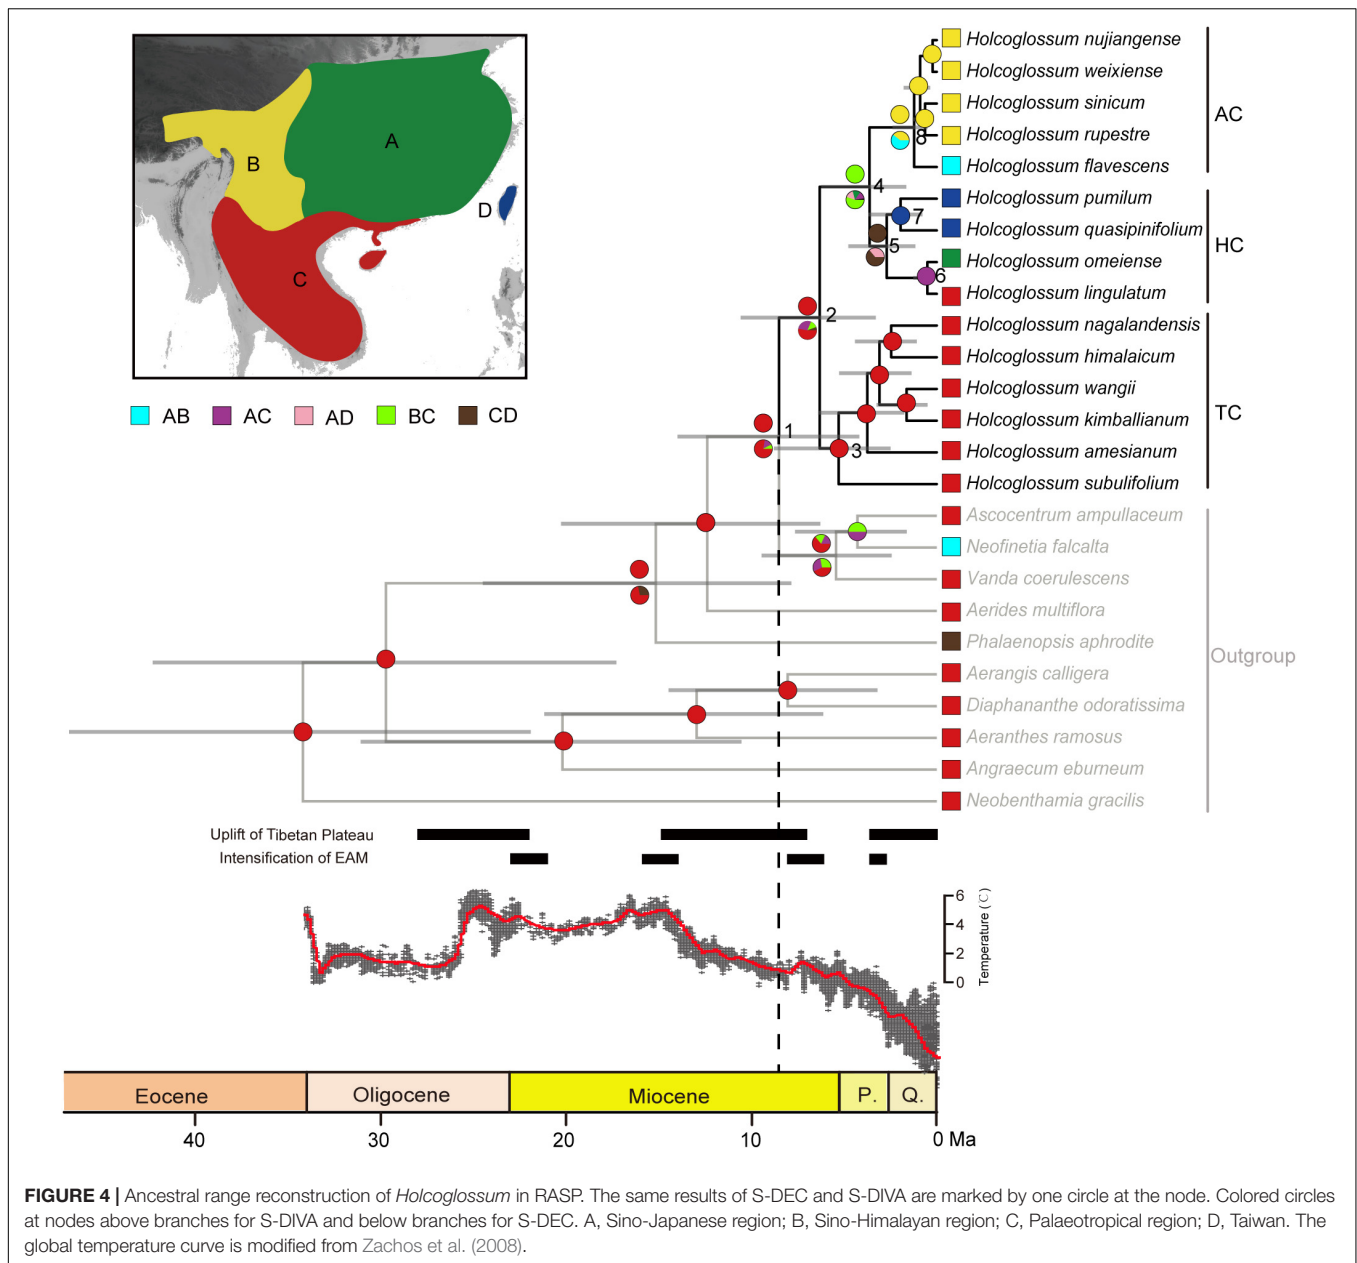 A
B
C
D
AB
AC
AD
BC
CD
Holcoglossum nujiangense
Holcoglossum weixiense
Holcoglossum sinicum
Holcoglossum rupestre
Holcoglossum flavescens
Holcoglossum pumilum
Holcoglossum quasipinifolium
Holcoglossum omeiense
Holcoglossum lingulatum
Holcoglossum nagalandensis
Holcoglossum himalaicum
Holcoglossum wangii
Holcoglossum kimballianum
Holcoglossum amesianum
Holcoglossum subulifolium
Ascocentrum ampullaceum
Neofinetia falcalta
Vanda coerulescens
Aerides multiflora
Phalaenopsis aphrodite
Aerangis calligera
Diaphananthe odoratissima
Aeranthes ramosus
Angraecum eburneum
Neobenthamia gracilis
AC
HC
TC
Outgroup
8
4
7
5
6
2
1
3
Uplift of Tibetan Plateau
Intensification of EAM
6
4
2
0
Temperature (℃)
Eocene
Oligocene
Miocene
P.
Q.
40
30
20
10
0 Ma
FIGURE 4 | Ancestral range reconstruction of Holcoglossum in RASP. The same results of S-DEC and S-DIVA are marked by one circle at the node. Colored circles
at nodes above branches for S-DIVA and below branches for S-DEC. A, Sino-Japanese region; B, Sino-Himalayan region; C, Palaeotropical region; D, Taiwan. The
global temperature curve is modified from Zachos et al. (2008).